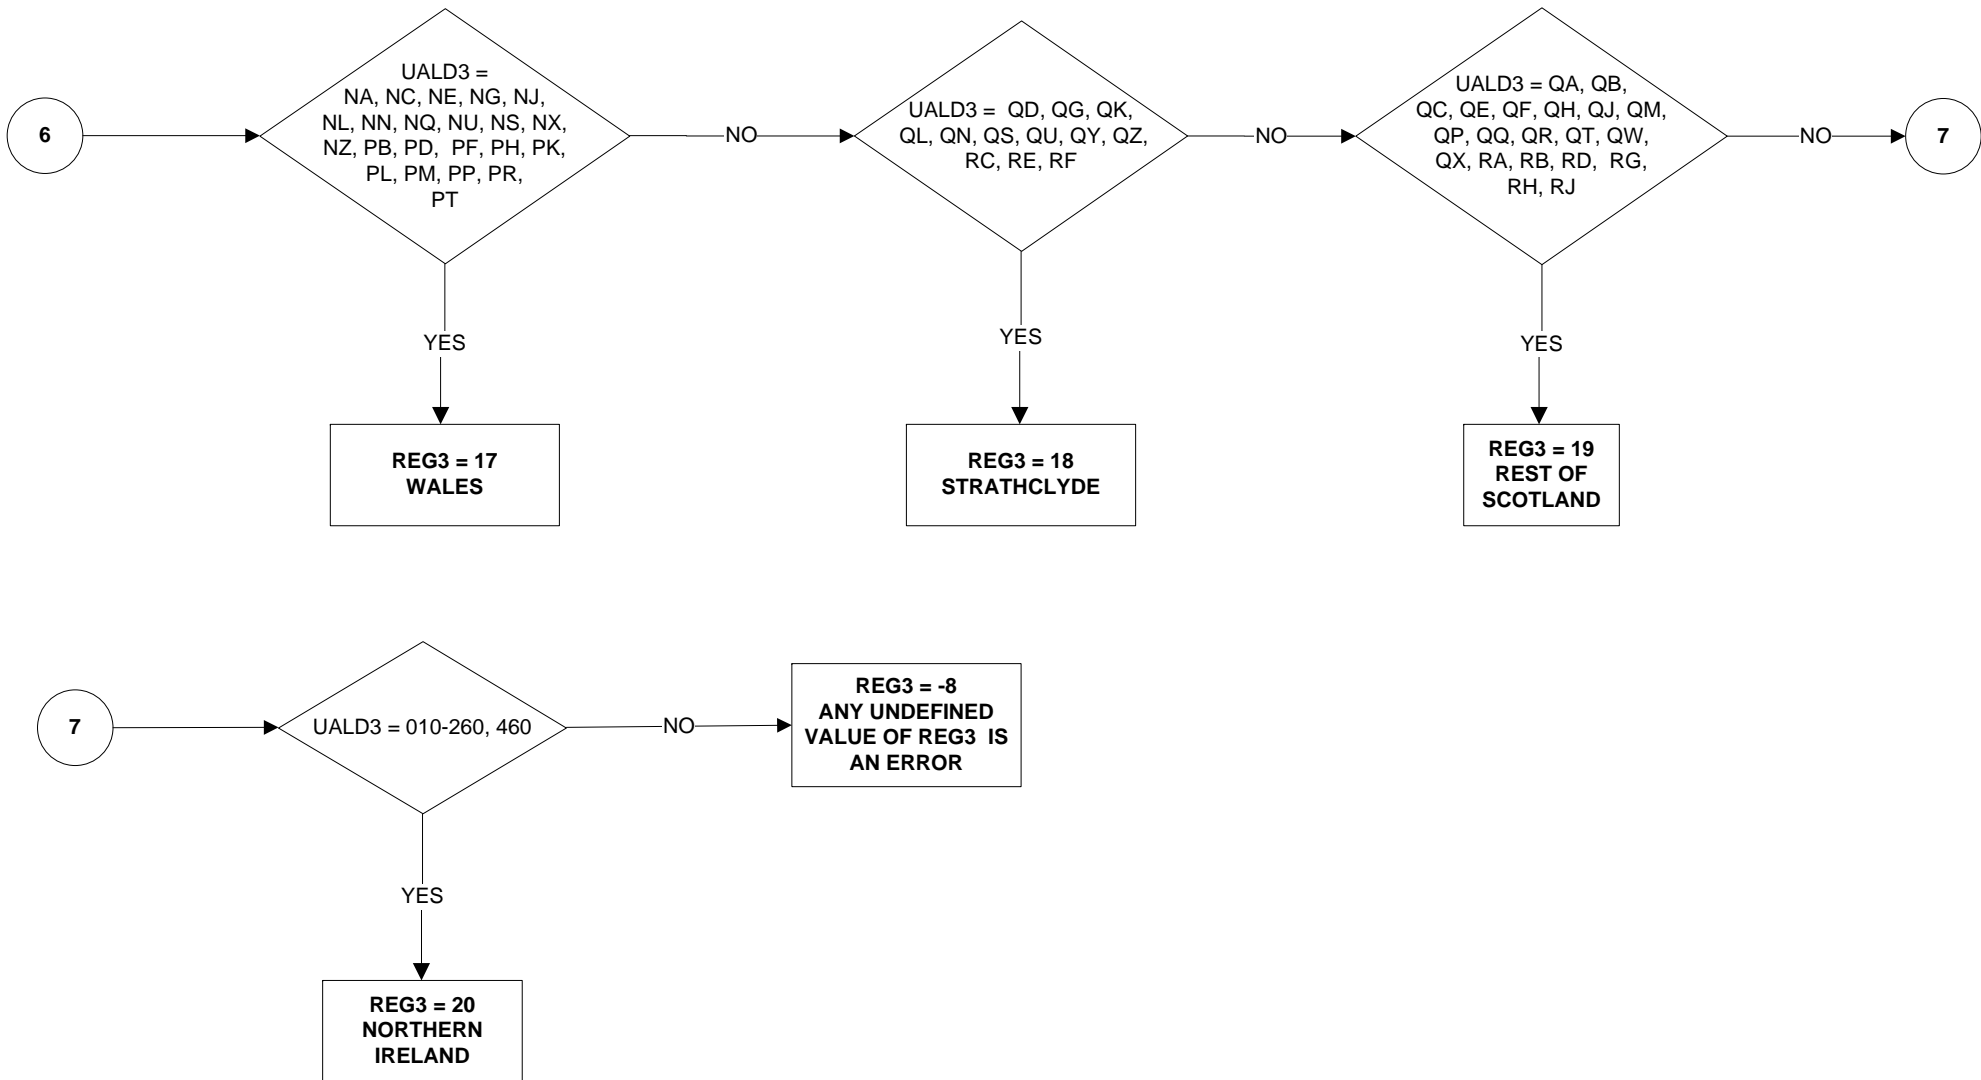 6
UALD3 =
NA, NC, NE, NG, NJ,
NL, NN, NQ, NU, NS, NX,
NZ, PB, PD, PF, PH, PK,
PL, PM, PP, PR,
PT
NO
UALD3 = QD, QG, QK,
QL, QN, QS, QU, QY, QZ,
RC, RE, RF
NO
UALD3 = QA, QB,
QC, QE, QF, QH, QJ, QM,
QP, QQ, QR, QT, QW,
QX, RA, RB, RD, RG,
RH, RJ
NO
7
YES
YES
YES
REG3 = 17
WALES
REG3 = 18
STRATHCLYDE
REG3 = 19
REST OF
SCOTLAND
7
UALD3 = 010-260, 460
NO
REG3 = -8
ANY UNDEFINED
VALUE OF REG3 IS
AN ERROR
YES
REG3 = 20
NORTHERN
IRELAND